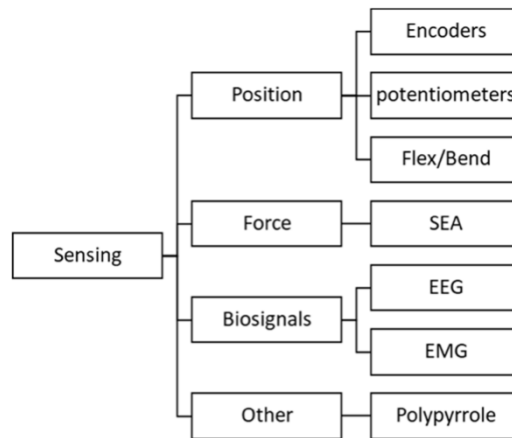 Sensing
Position
Encoders
potentiometers
Flex/Bend
Force
SEA
Biosignals
EEG
EMG
Other
Polypyrrole